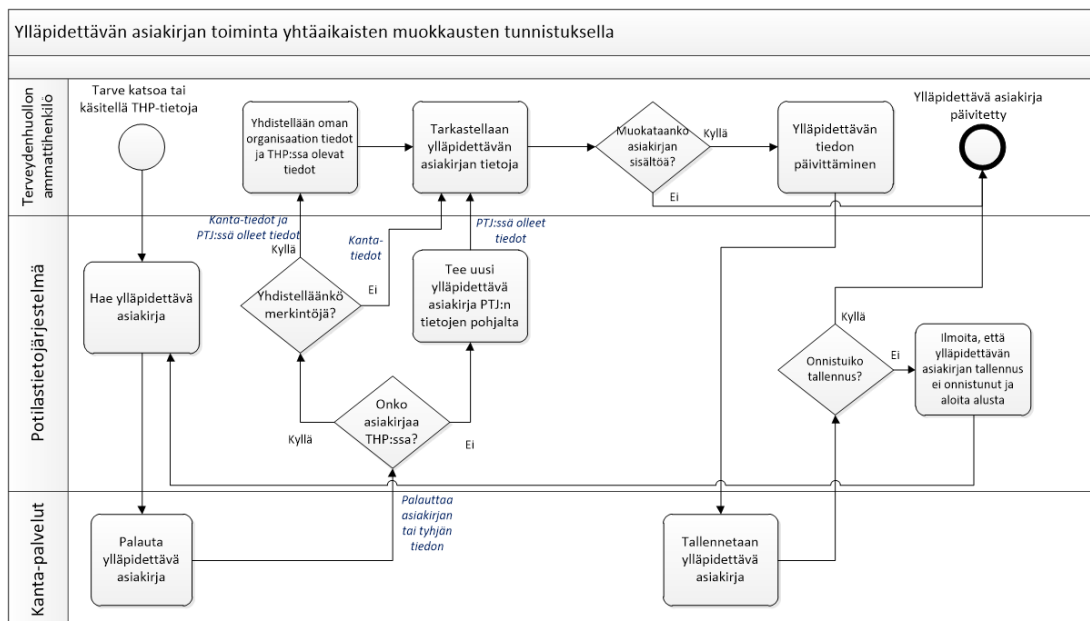 Ylläpidettävän asiakirjan toiminta yhtäaikaisten muokkausten tunnistuksella
Terveydenhuollon
ammattihenkilö
Tarve katsoa tai
käsitellä THP-tietoja
Yhdistellään oman
organisaation tiedot
ja THP:ssa olevat
tiedot
Tarkastellaan
ylläpidettävän
asiakirjan tietoja
Muokataanko
asiakirjan
sisältöä?
Kyllä
Ei
Ylläpidettävän
tiedon
päivittäminen
Ylläpidettävä asiakirja
päivitetty
Potilastietojärjestelmä
Hae ylläpidettävä
asiakirja
Kanta-tiedot ja
PTJ:ssä olleet tiedot
Kyllä
Yhdistelläänkö
merkintöjä?
Ei
Kanta-
tiedot
PTJ:ssä olleet
tiedot
Tee uusi
ylläpidettävä
asiakirja PTJ:n
tietojen pohjalta
Onko
asiakirjaa
THP:ssa?
Kyllä
Ei
Kyllä
Onnistuiko
tallennus?
Ei
Ilmoita, että
ylläpidettävän
asiakirjan tallennus
ei onnistunut ja
aloita alusta
Kanta-palvelut
Palauta
ylläpidettävä
asiakirja
Palauttaa
asiakirjan
tai tyhjän
tiedon
Tallennetaan
ylläpidettävä
asiakirja